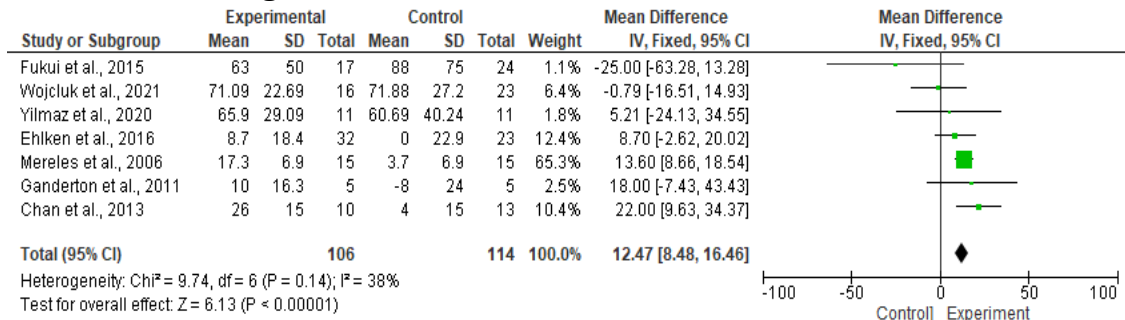 Experimental Control Mean Difference Mean Difference
Study or Subgroup Mean SD Total Mean SD Total Weight IV, Fixed, 95% CI IV, Fixed, 95% CI
Fukui et al., 2015 63 50 17 88 75 24 1.1% -25.00 [-63.28, 13.28]
Wojcluk et al., 2021 71.09 22.69 16 71.88 27.2 23 6.4% -0.79 [-16.51, 14.93]
Yilmaz et al., 2020 65.9 29.09 11 60.69 40.24 11 1.8% 5.21 [-24.13, 34.55]
Ehlken et al., 2016 8.7 18.4 32 0 22.9 23 12.4% 8.70 [-2.62, 20.02]
Mereles et al., 2006 17.3 6.9 15 3.7 6.9 15 65.3% 13.60 [8.66, 18.54]
Ganderton et al., 2011 10 16.3 5 -8 24 5 2.5% 18.00 [-7.43, 43.43]
Chan et al., 2013 26 15 10 4 15 13 10.4% 22.00 [9.63, 34.37]
Total (95% CI) 106 114 100.0% 12.47 [8.48, 16.46]
Heterogeneity: Chi² = 9.74, df = 6 (P = 0.14); I² = 38%
Test for overall effect: Z = 6.13 (P < 0.00001)
-100 -50 0 50 100
Control] Experiment